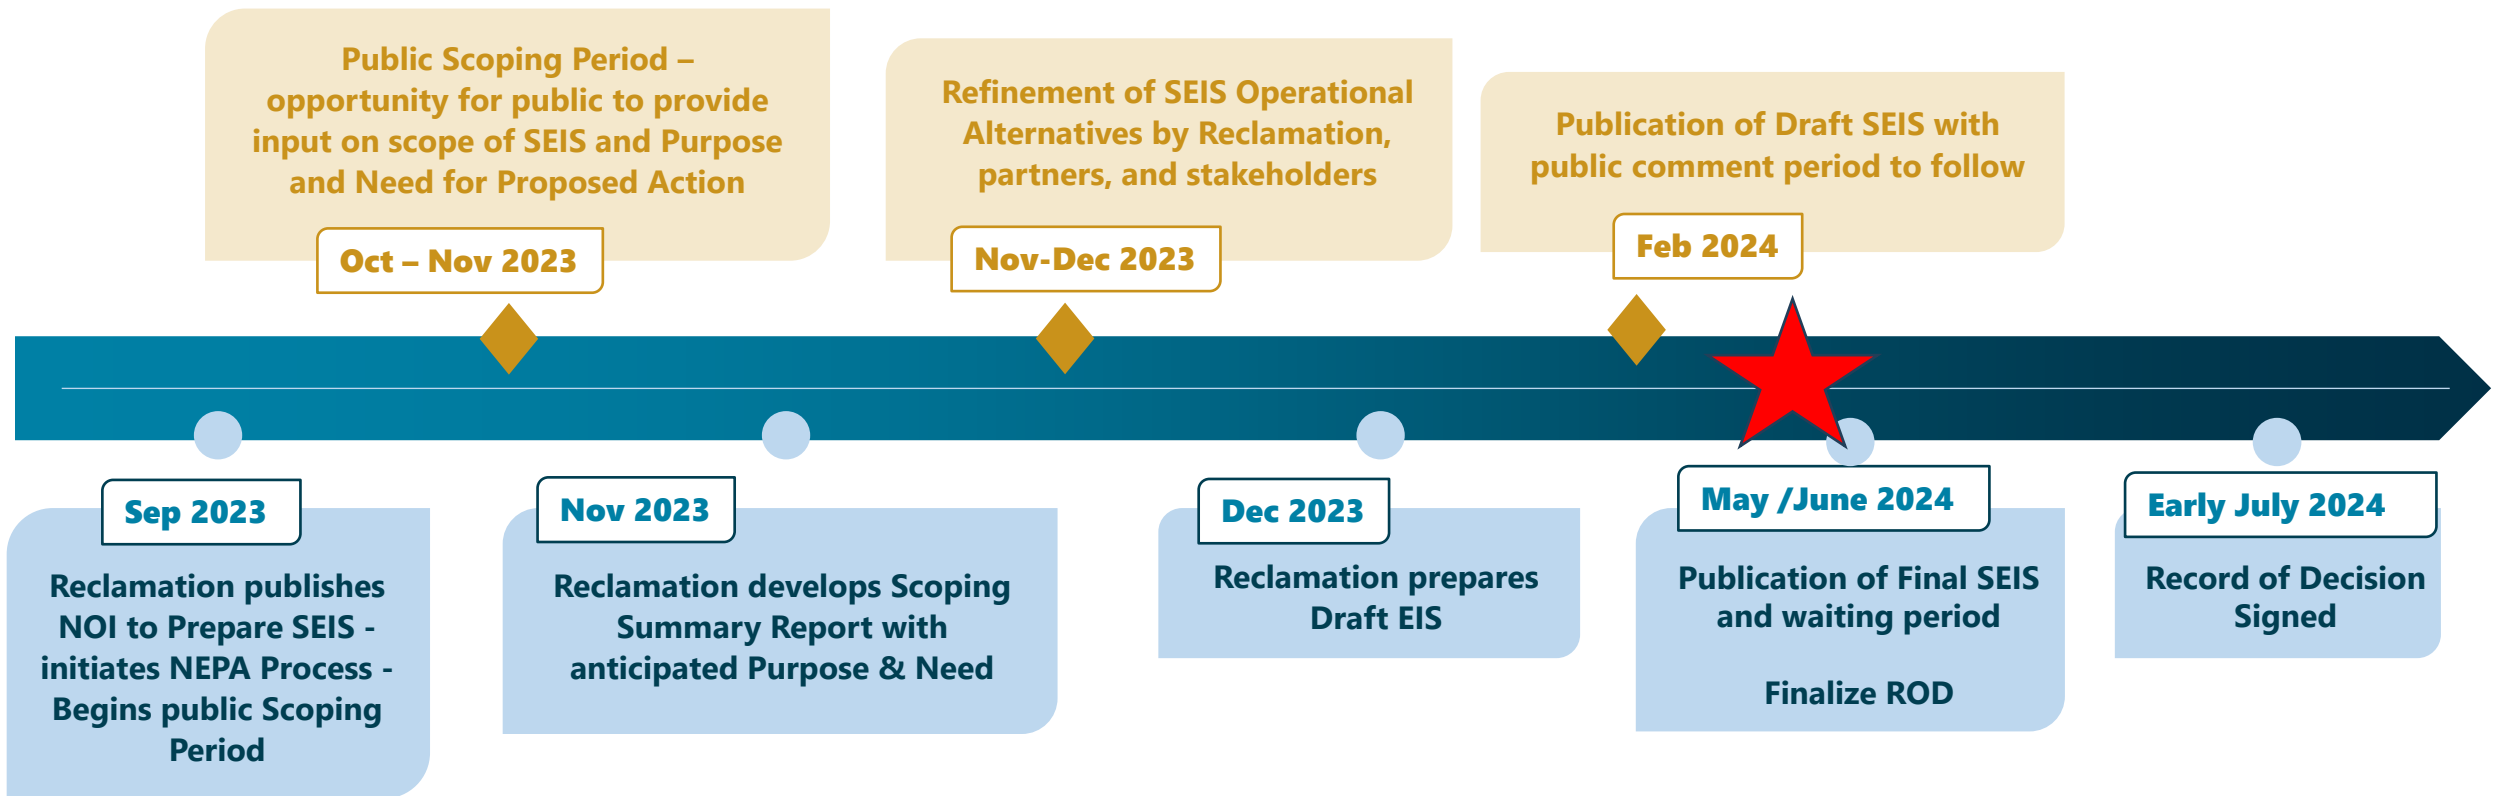 Public Scoping Period –
opportunity for public to provide
input on scope of SEIS and Purpose
and Need for Proposed Action
Oct – Nov 2023
Refinement of SEIS Operational
Alternatives by Reclamation,
partners, and stakeholders
Nov-Dec 2023
Publication of Draft SEIS with
public comment period to follow
Feb 2024
Sep 2023
Reclamation publishes
NOI to Prepare SEIS -
initiates NEPA Process -
Begins public Scoping
Period
Nov 2023
Reclamation develops Scoping
Summary Report with
anticipated Purpose & Need
Dec 2023
Reclamation prepares
Draft EIS
May /June 2024
Publication of Final SEIS
and waiting period
Finalize ROD
Early July 2024
Record of Decision
Signed